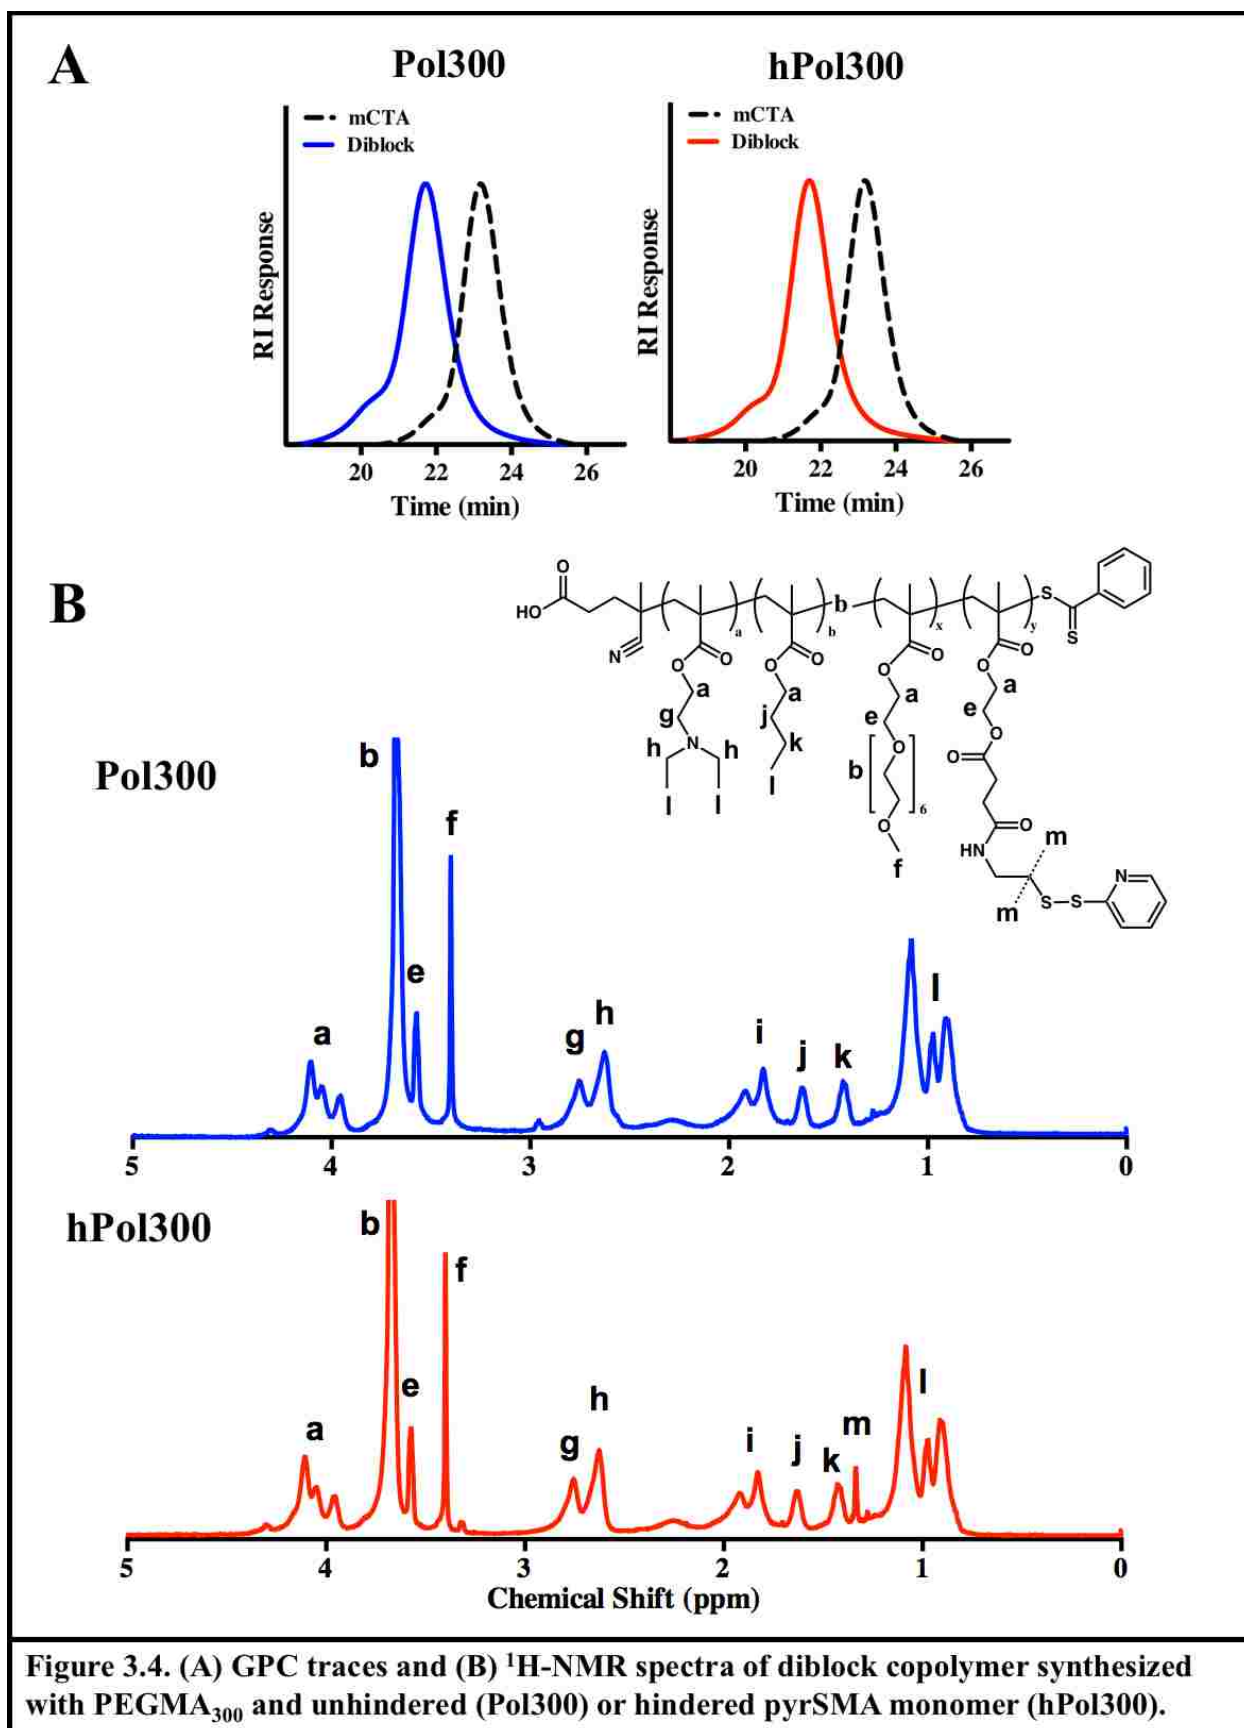 A
Pol300
hPol300
mCTA
Diblock
mCTA
Diblock
RI Response
RI Response
20 22 24 26
20 22 24 26
Time (min)
Time (min)
B
O
HO
N
a
b
b
x
y
S
S
O
O
O
O
O
O
O
O
a
a
a
a
g
j
e
e
N
h
h
k
l
l
l
b
O
O
6
f
O
O
O
HN
m
m
S
S
N
Pol300
b
f
e
a
g
h
i
j
k
l
5 4 3 2 1 0
hPol300
b
f
e
a
g
h
i
j
k
m
l
5 4 3 2 1 0
Chemical Shift (ppm)
Figure 3.4. (A) GPC traces and (B) ¹H-NMR spectra of diblock copolymer synthesized
with PEGMA₃₀₀ and unhindered (Pol300) or hindered pyrSMA monomer (hPol300).